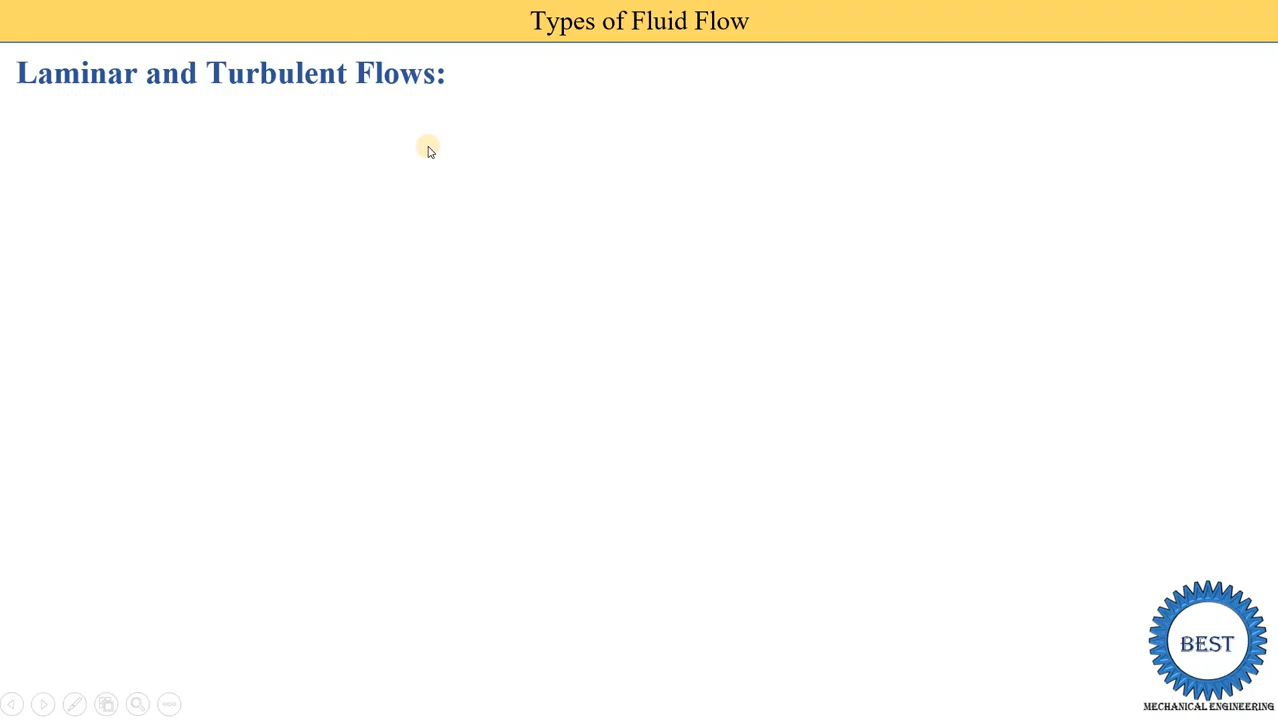 Types of Fluid Flow
Laminar and Turbulent Flows:
BEST
MECHANICAL ENGINEERING